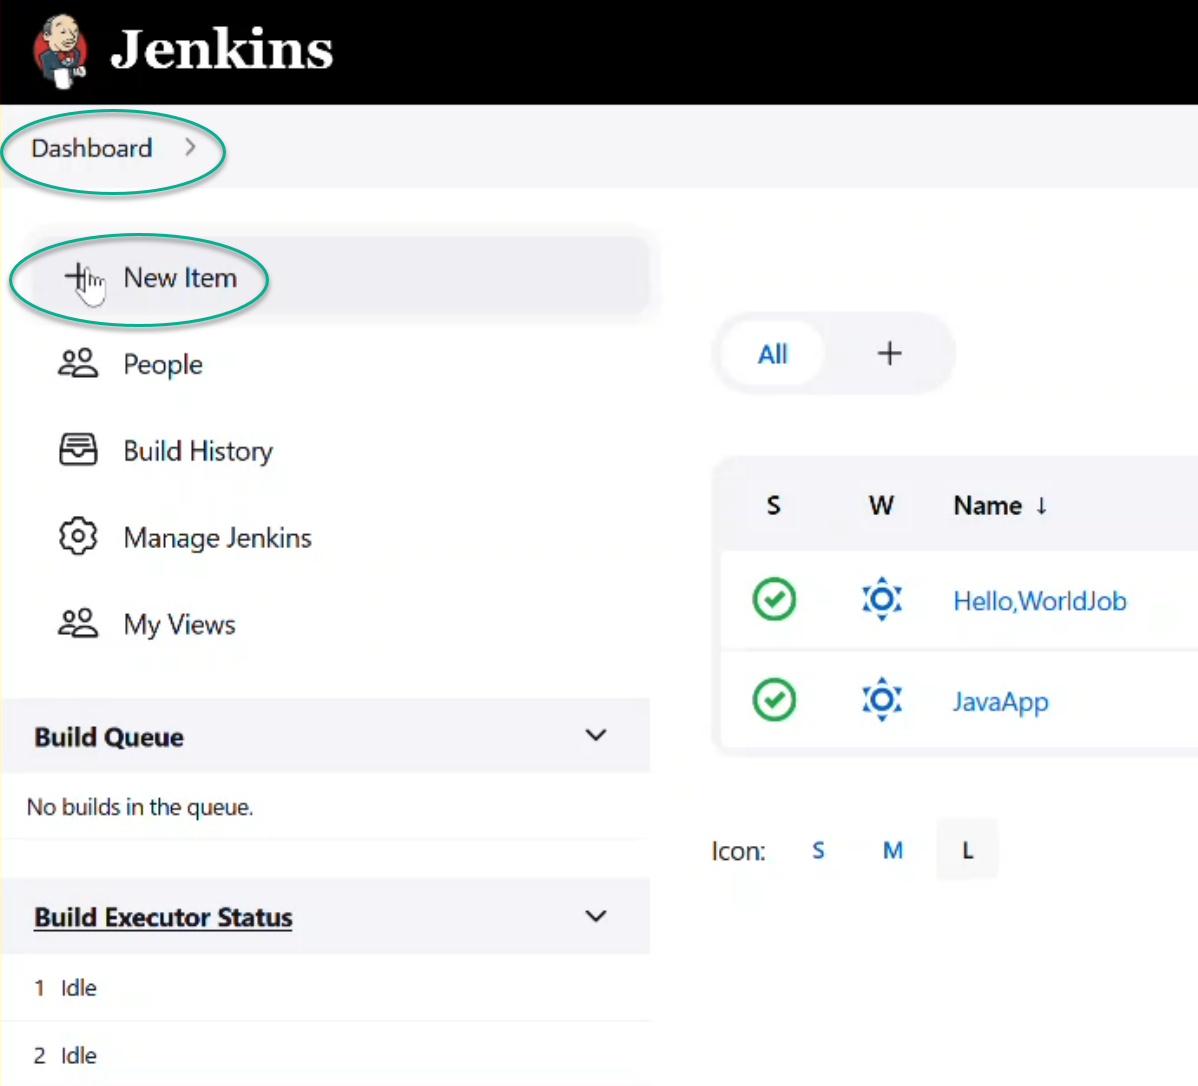 Jenkins
Dashboard
New Item
People
Build History
Manage Jenkins
My Views
Build Queue
No builds in the queue.
Build Executor Status
1 Idle
2 Idle
All +
S W Name ↓
Hello,WorldJob
JavaApp
Icon: S M L